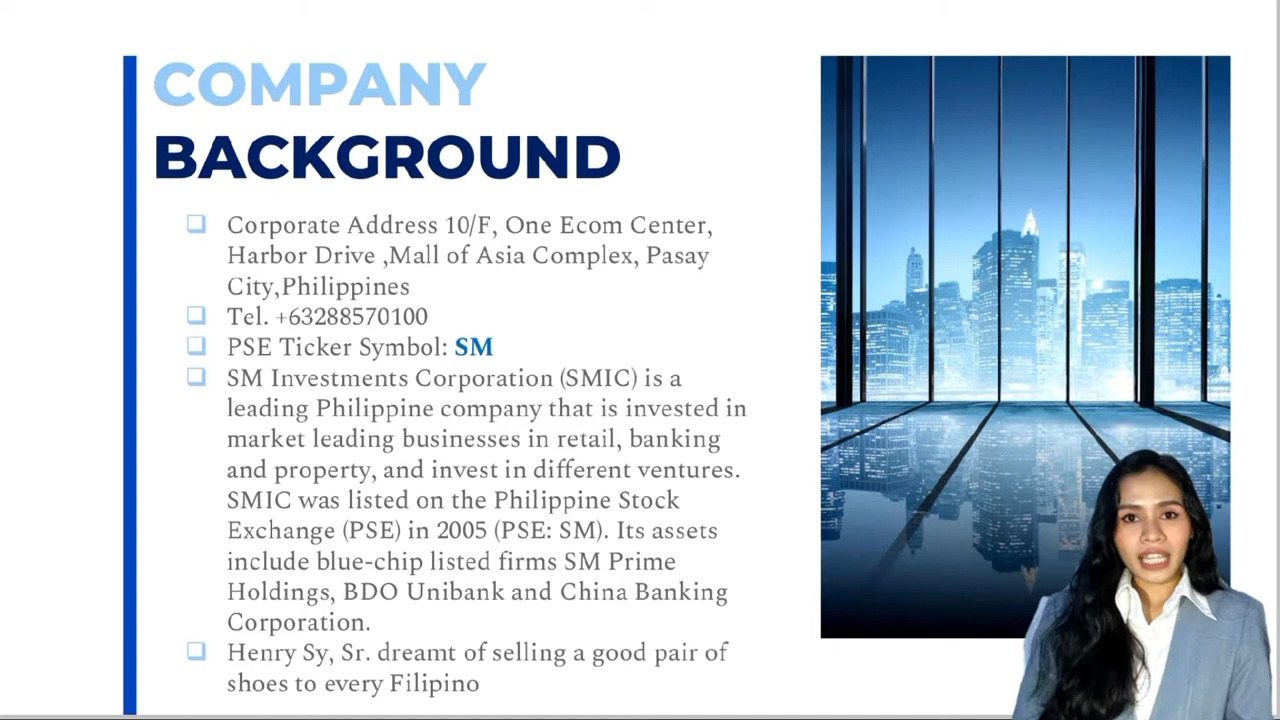 COMPANY
BACKGROUND
Corporate Address 10/F, One Ecom Center,
Harbor Drive ,Mall of Asia Complex, Pasay
City,Philippines
Tel. +63288570100
PSE Ticker Symbol: SM
SM Investments Corporation (SMIC) is a
leading Philippine company that is invested in
market leading businesses in retail, banking
and property, and invest in different ventures.
SMIC was listed on the Philippine Stock
Exchange (PSE) in 2005 (PSE: SM). Its assets
include blue-chip listed firms SM Prime
Holdings, BDO Unibank and China Banking
Corporation.
Henry Sy, Sr. dreamt of selling a good pair of
shoes to every Filipino